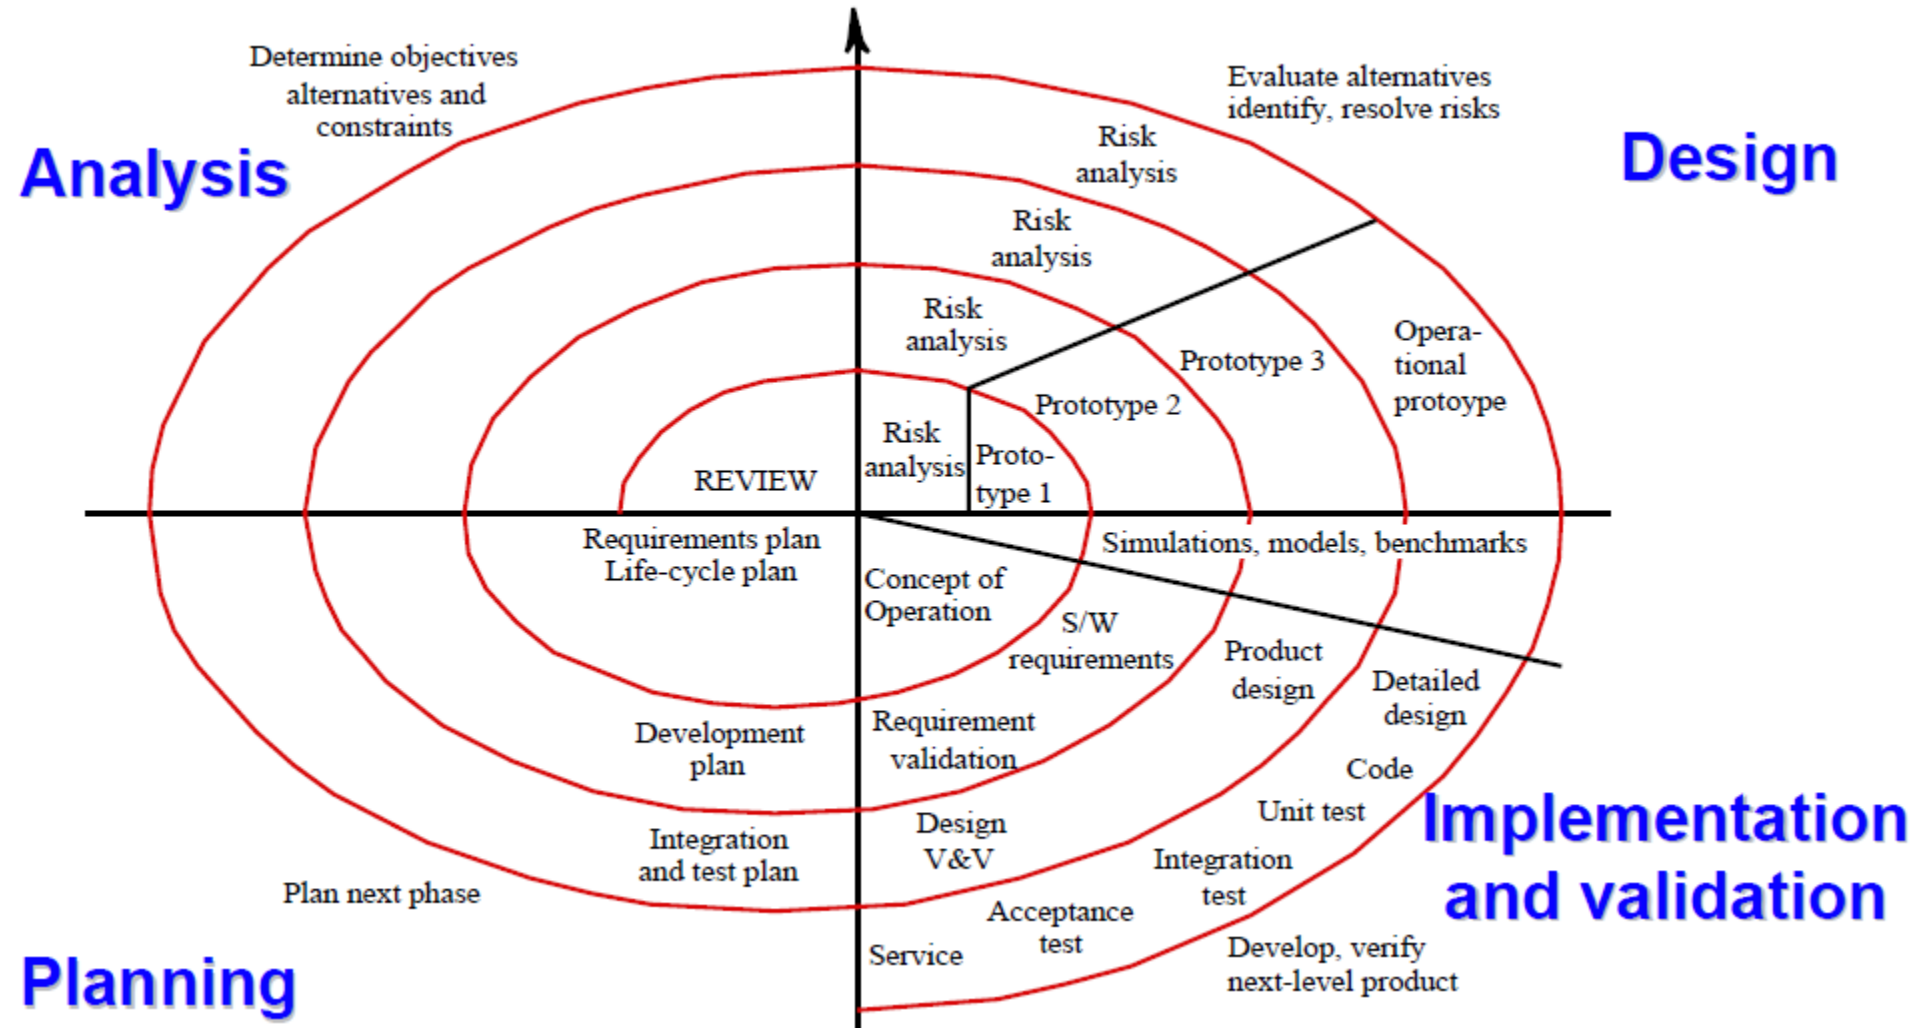 Determine objectives
alternatives and
constraints
Evaluate alternatives
identify, resolve risks
Analysis
Design
Risk
analysis
Risk
analysis
Risk
analysis
Risk
analysis
Opera-
tional
protoype
Prototype 3
Prototype 2
Proto-
type 1
REVIEW
Requirements plan
Life-cycle plan
Simulations, models, benchmarks
Concept of
Operation
S/W
requirements
Product
design
Detailed
design
Development
plan
Requirement
validation
Code
Unit test
Integration
and test plan
Design
V&V
Integration
test
Implementation
and validation
Plan next phase
Acceptance
test
Service
Develop, verify
next-level product
Planning